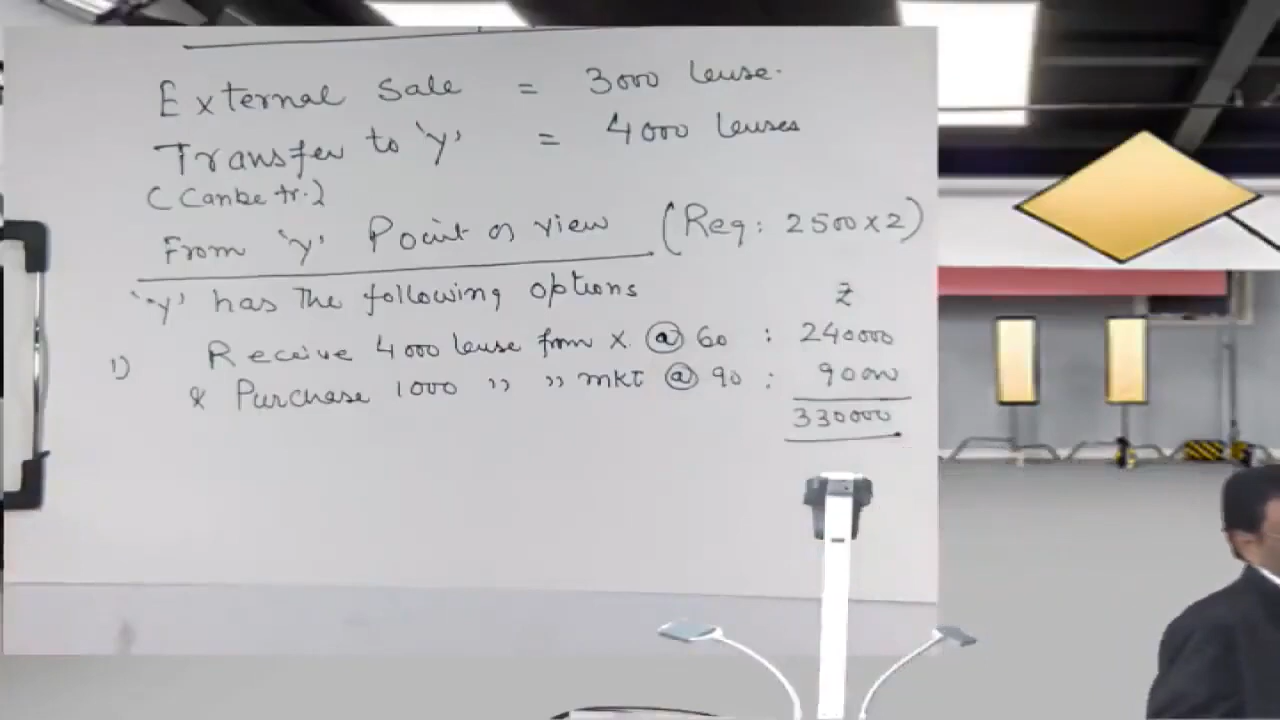 External Sale = 3000 lense.
Transfer to 'y' = 4000 lenses
(Can be tr.)
From 'y' Point of view (Req: 2500x2)
'y' has the following options
₹
1) Receive 4000 lense from X @ 60 : 240000
& Purchase 1000 ,, ,, mkt @ 90 : 90000
330000